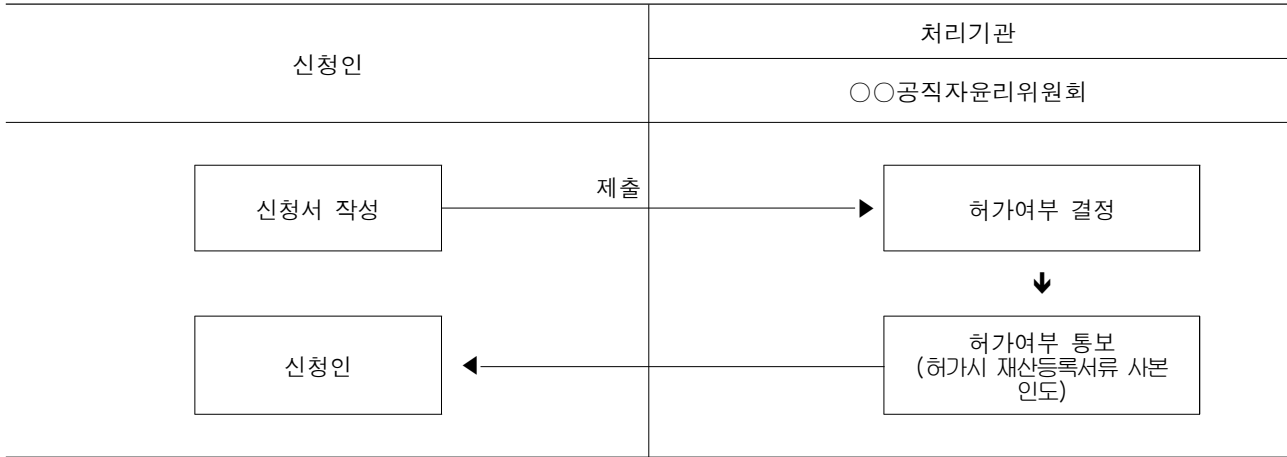 신청인
처리기관
○○공직자윤리위원회
신청서 작성
제출
허가여부 결정
신청인
허가여부 통보
(허가시 재산등록서류 사본
인도)